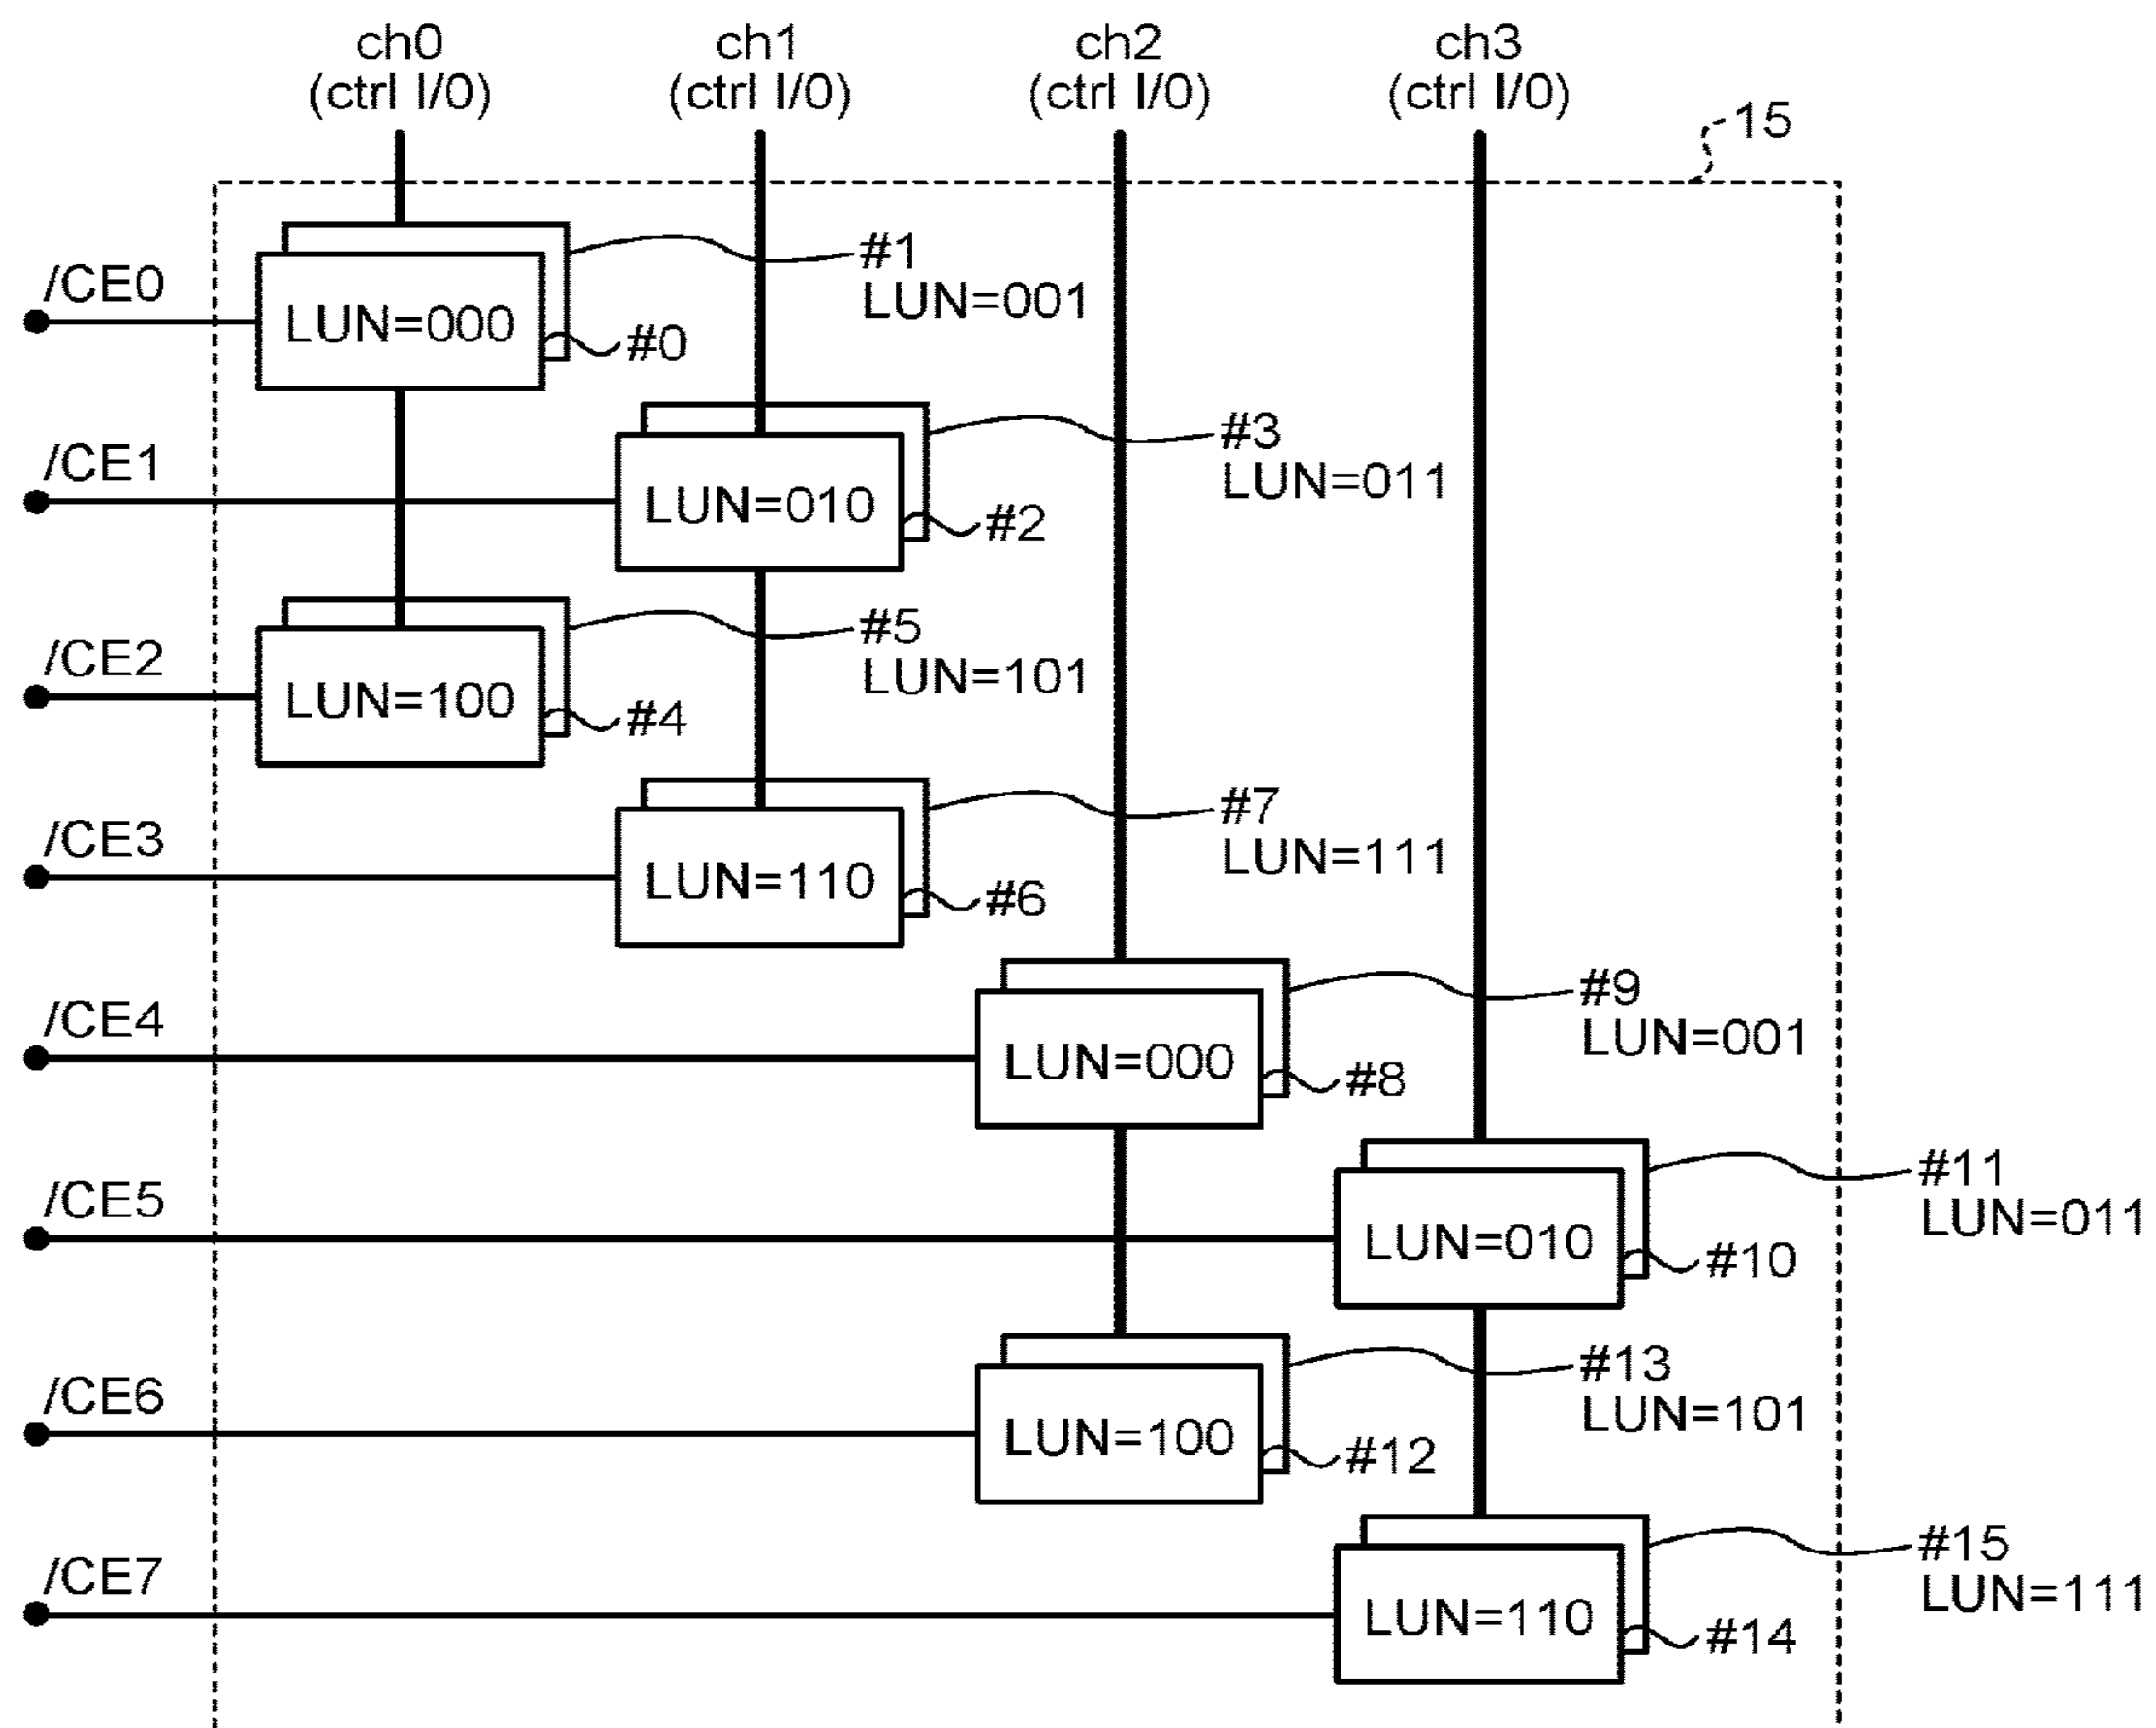 ch0
(ctrl I/0)
ch1
(ctrl I/0)
ch2
(ctrl I/0)
ch3
(ctrl I/0)
15
/CE0
LUN=000
#0
#1
LUN=001
/CE1
LUN=010
#2
#3
LUN=011
/CE2
LUN=100
#4
#5
LUN=101
/CE3
LUN=110
#6
#7
LUN=111
/CE4
LUN=000
#8
#9
LUN=001
/CE5
LUN=010
#10
#11
LUN=011
/CE6
LUN=100
#12
#13
LUN=101
/CE7
LUN=110
#14
#15
LUN=111